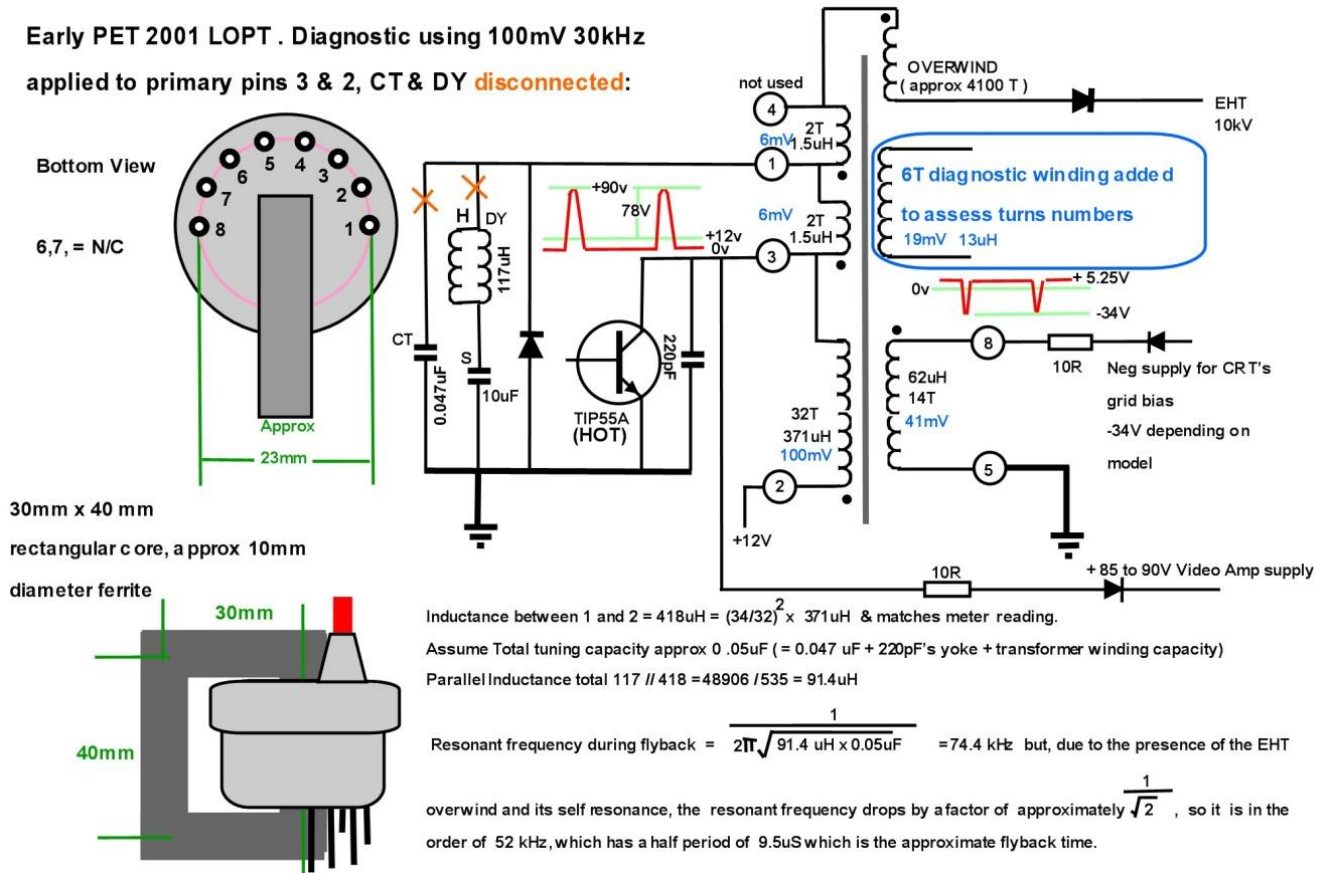 Early PET 2001 LOPT . Diagnostic using 100mV 30kHz
applied to primary pins 3 & 2, CT & DY disconnected:
Bottom View
6,7, = N/C
1
2
3
4
5
6
7
8
Approx
23mm
30mm x 40 mm
rectangular core, approx 10mm
diameter ferrite
30mm
40mm
CT
0.047uF
H
DY
117uH
S
10uF
+90v
78V
+12v
0v
TIP55A
(HOT)
220pF
not used
4
2T
6mV
1.5uH
1
6mV
2T
1.5uH
3
32T
371uH
100mV
2
+12V
OVERWIND
( approx 4100 T )
EHT
10kV
6T diagnostic winding added
to assess turns numbers
19mV 13uH
0v
+ 5.25V
-34V
8
62uH
14T
41mV
5
10R
Neg supply for CRT's
grid bias
-34V depending on
model
10R
+ 85 to 90V Video Amp supply
Inductance between 1 and 2 = 418uH = (34/32)² x 371uH & matches meter reading.
Assume Total tuning capacity approx 0 .05uF ( = 0.047 uF + 220pF's yoke + transformer winding capacity)
Parallel Inductance total 117 // 418 =48906 / 535 = 91.4uH
Resonant frequency during flyback = 1 / 2π√91.4 uH x 0.05uF =74.4 kHz but, due to the presence of the EHT
overwind and its self resonance, the resonant frequency drops by a factor of approximately 1/√2 , so it is in the
order of 52 kHz, which has a half period of 9.5uS which is the approximate flyback time.